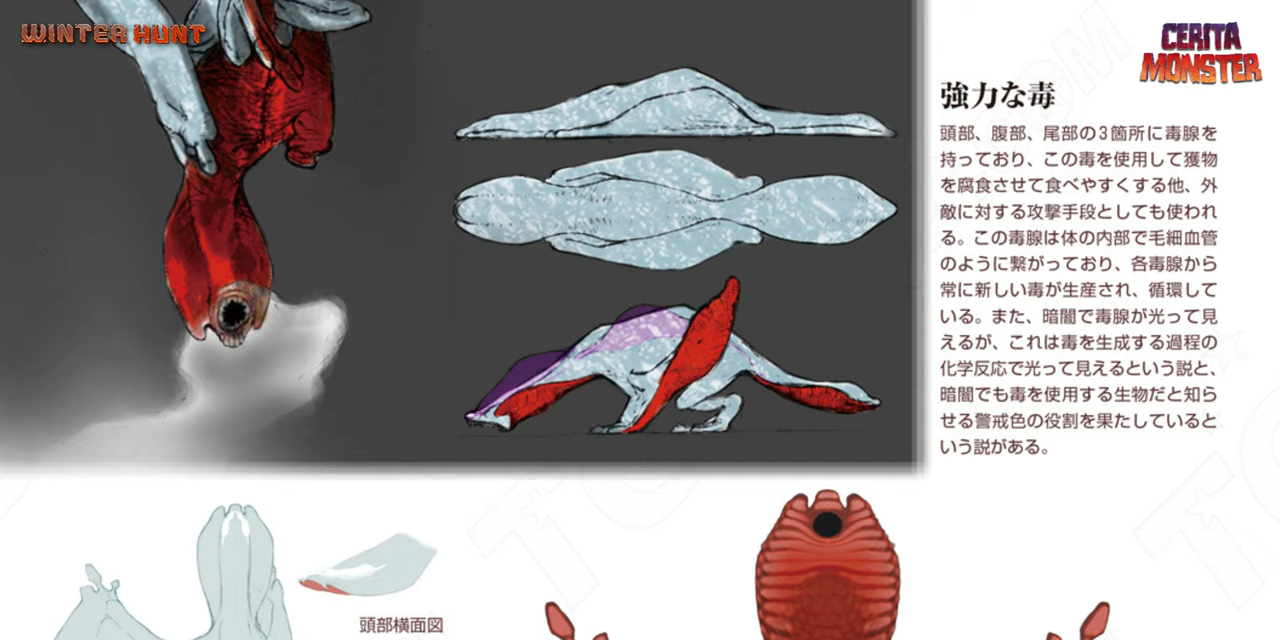 WINTER HUNT
CERITA
MONSTER
強力な毒
頭部、腹部、尾部の3箇所に毒腺を
持っており、この毒を使用して獲物
を腐食させて食べやすくする他、外
敵に対する攻撃手段としても使われ
る。この毒腺は体の内部で毛細血管
のように繋がっており、各毒腺から
常に新しい毒が生産され、循環して
いる。また、暗闇で毒腺が光って見
えるが、これは毒を生成する過程の
化学反応で光って見えるという説と、
暗闇でも毒を使用する生物だと知ら
せる警戒色の役割を果たしていると
いう説がある。
頭部横面図